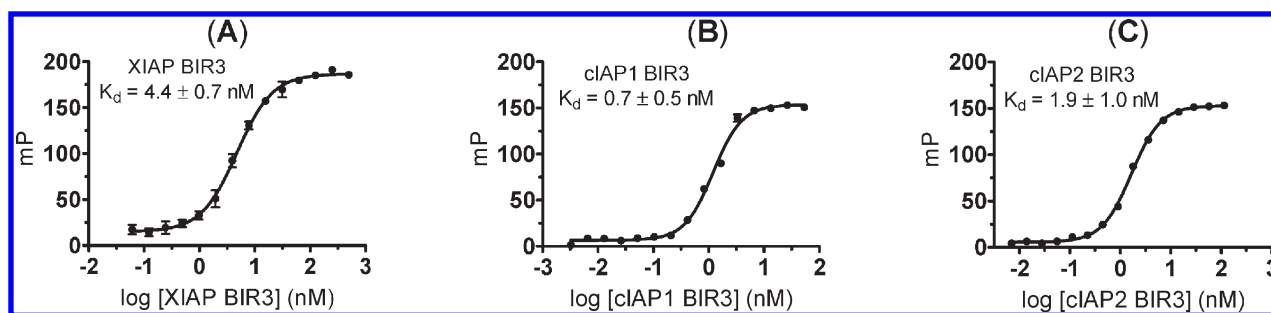 (A)
XIAP BIR3
K_d = 4.4 ± 0.7 nM
mP
200
150
100
50
0
-2 -1 0 1 2 3
log [XIAP BIR3] (nM)
(B)
cIAP1 BIR3
K_d = 0.7 ± 0.5 nM
mP
200
150
100
50
0
-3 -2 -1 0 1 2
log [cIAP1 BIR3] (nM)
(C)
cIAP2 BIR3
K_d = 1.9 ± 1.0 nM
mP
200
150
100
50
0
-2 -1 0 1 2 3
log [cIAP2 BIR3] (nM)